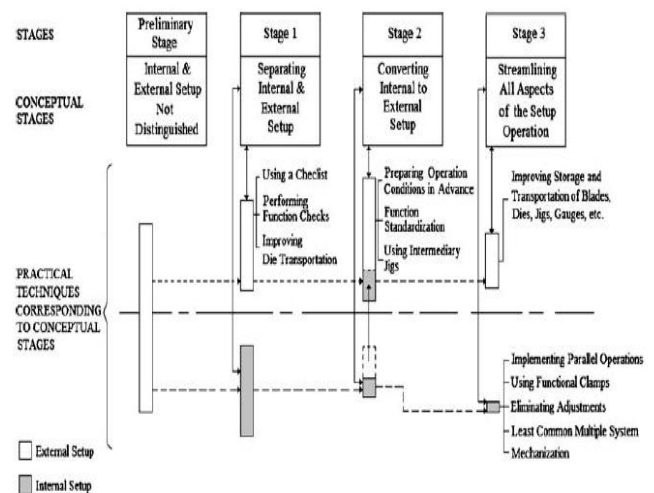 STAGES
Preliminary
Stage
Stage 1
Stage 2
Stage 3
CONCEPTUAL
STAGES
Internal &
External Setup
Not
Distinguished
Separating
Internal &
External
Setup
Converting
Internal to
External
Setup
Streamlining
All Aspects
of the Setup
Operation
PRACTICAL
TECHNIQUES
CORRESPONDING
TO CONCEPTUAL
STAGES
Using a Checlist
Performing
Function Checks
Improving
Die Transportation
Preparing Operation
Conditions in Advance
Function
Standardization
Using Intermediary
Jigs
Improving Storage and
Transportation of Blades,
Dies, Jigs, Gauges, etc.
Implementing Parallel Operations
Using Functional Clamps
Eliminating Adjustments
Least Common Multiple System
Mechanization
External Setup
Internal Setup